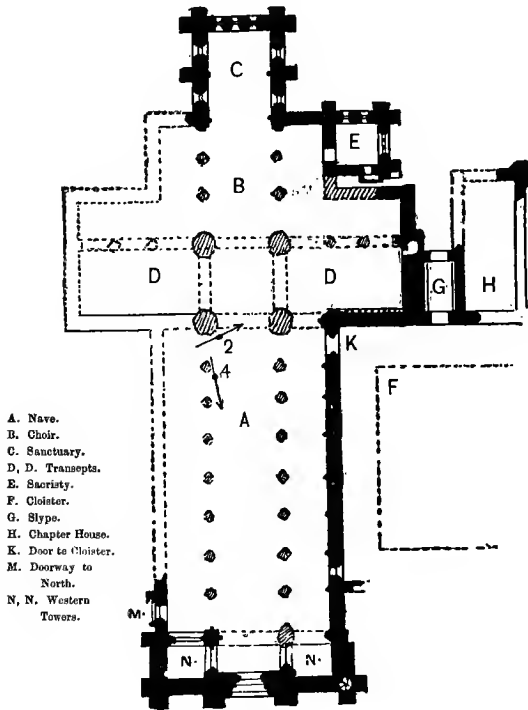 C
E
B
D
D
G
H
2
K
4
A
F
A. Nave.
B. Choir.
C. Sanctuary.
D, D. Transepts.
E. Sacristy.
F. Cloister.
G. Slype.
H. Chapter House.
K. Door to Cloister.
M. Doorway to
North.
N, N. Western
Towers.
M.
N.
N.